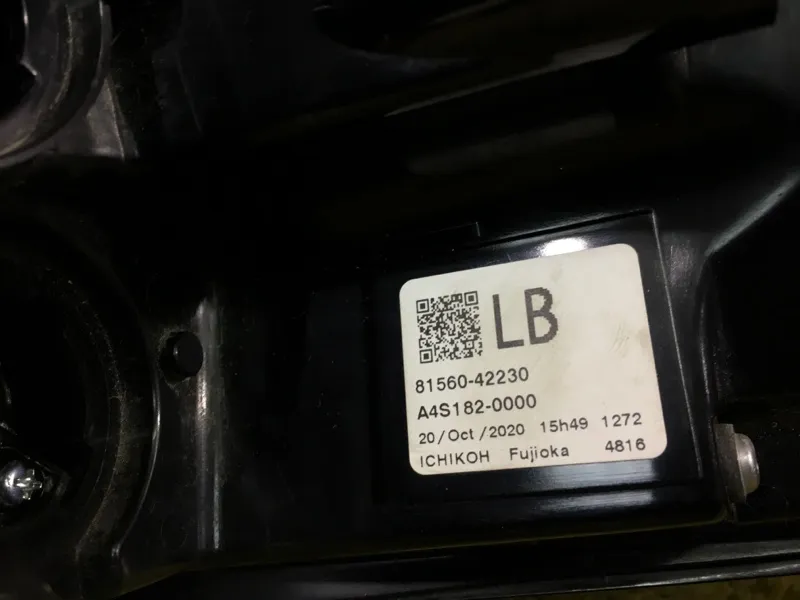 LB
81560-42230
A4S182-0000
20/Oct/2020 15h49 1272
ICHIKOH Fujioka 4816